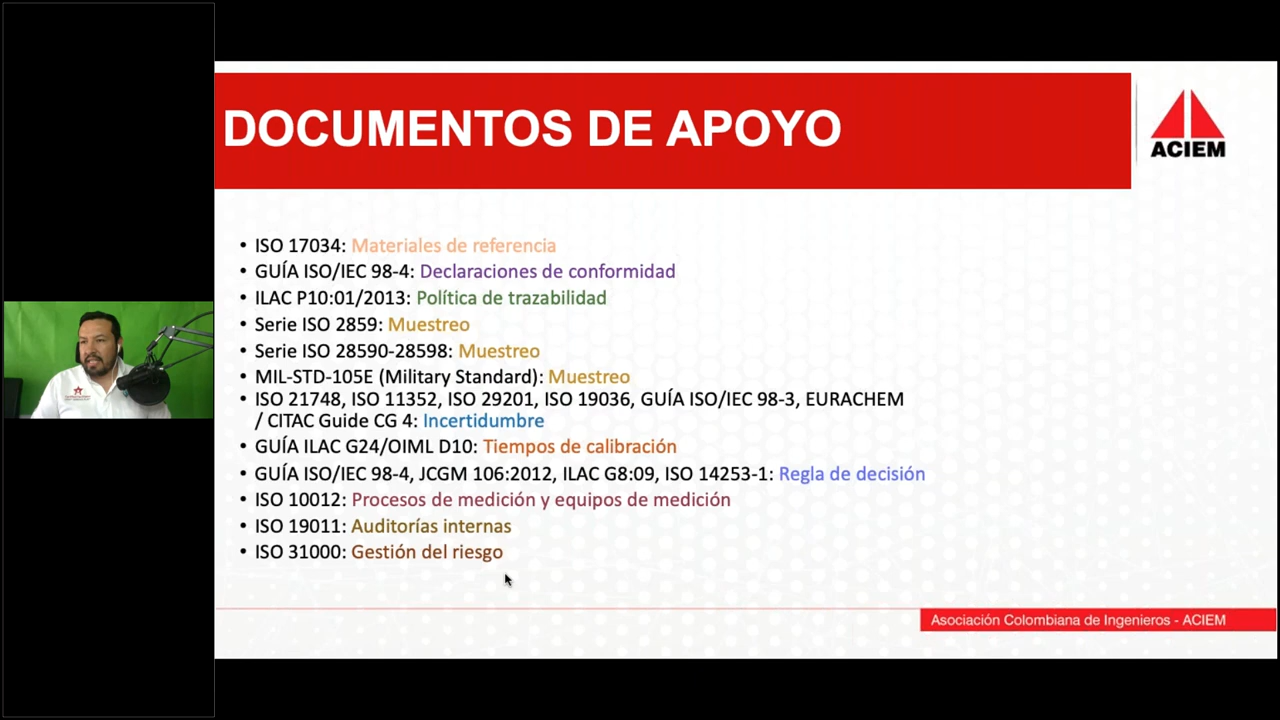 DOCUMENTOS DE APOYO
ACIEM
• ISO 17034: Materiales de referencia
• GUÍA ISO/IEC 98-4: Declaraciones de conformidad
• ILAC P10:01/2013: Política de trazabilidad
• Serie ISO 2859: Muestreo
• Serie ISO 28590-28598: Muestreo
• MIL-STD-105E (Military Standard): Muestreo
• ISO 21748, ISO 11352, ISO 29201, ISO 19036, GUÍA ISO/IEC 98-3, EURACHEM
/ CITAC Guide CG 4: Incertidumbre
• GUÍA ILAC G24/OIML D10: Tiempos de calibración
• GUÍA ISO/IEC 98-4, JCGM 106:2012, ILAC G8:09, ISO 14253-1: Regla de decisión
• ISO 10012: Procesos de medición y equipos de medición
• ISO 19011: Auditorías internas
• ISO 31000: Gestión del riesgo
Asociación Colombiana de Ingenieros - ACIEM